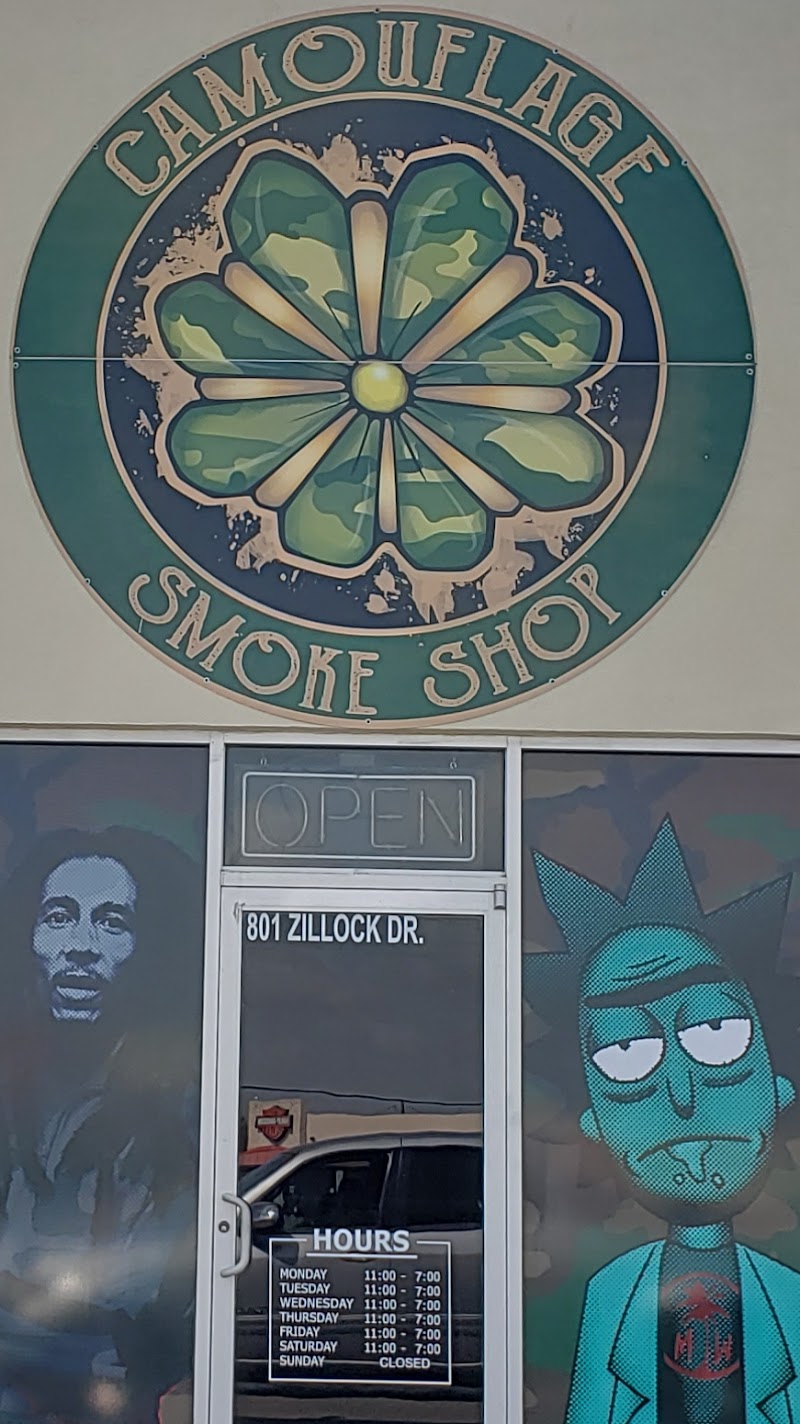 CAMOUFLAGE
SMOKE SHOP
OPEN
801 ZILLOCK DR.
HOURS
MONDAY 11:00 - 7:00
TUESDAY 11:00 - 7:00
WEDNESDAY 11:00 - 7:00
THURSDAY 11:00 - 7:00
FRIDAY 11:00 - 7:00
SATURDAY 11:00 - 7:00
SUNDAY CLOSED